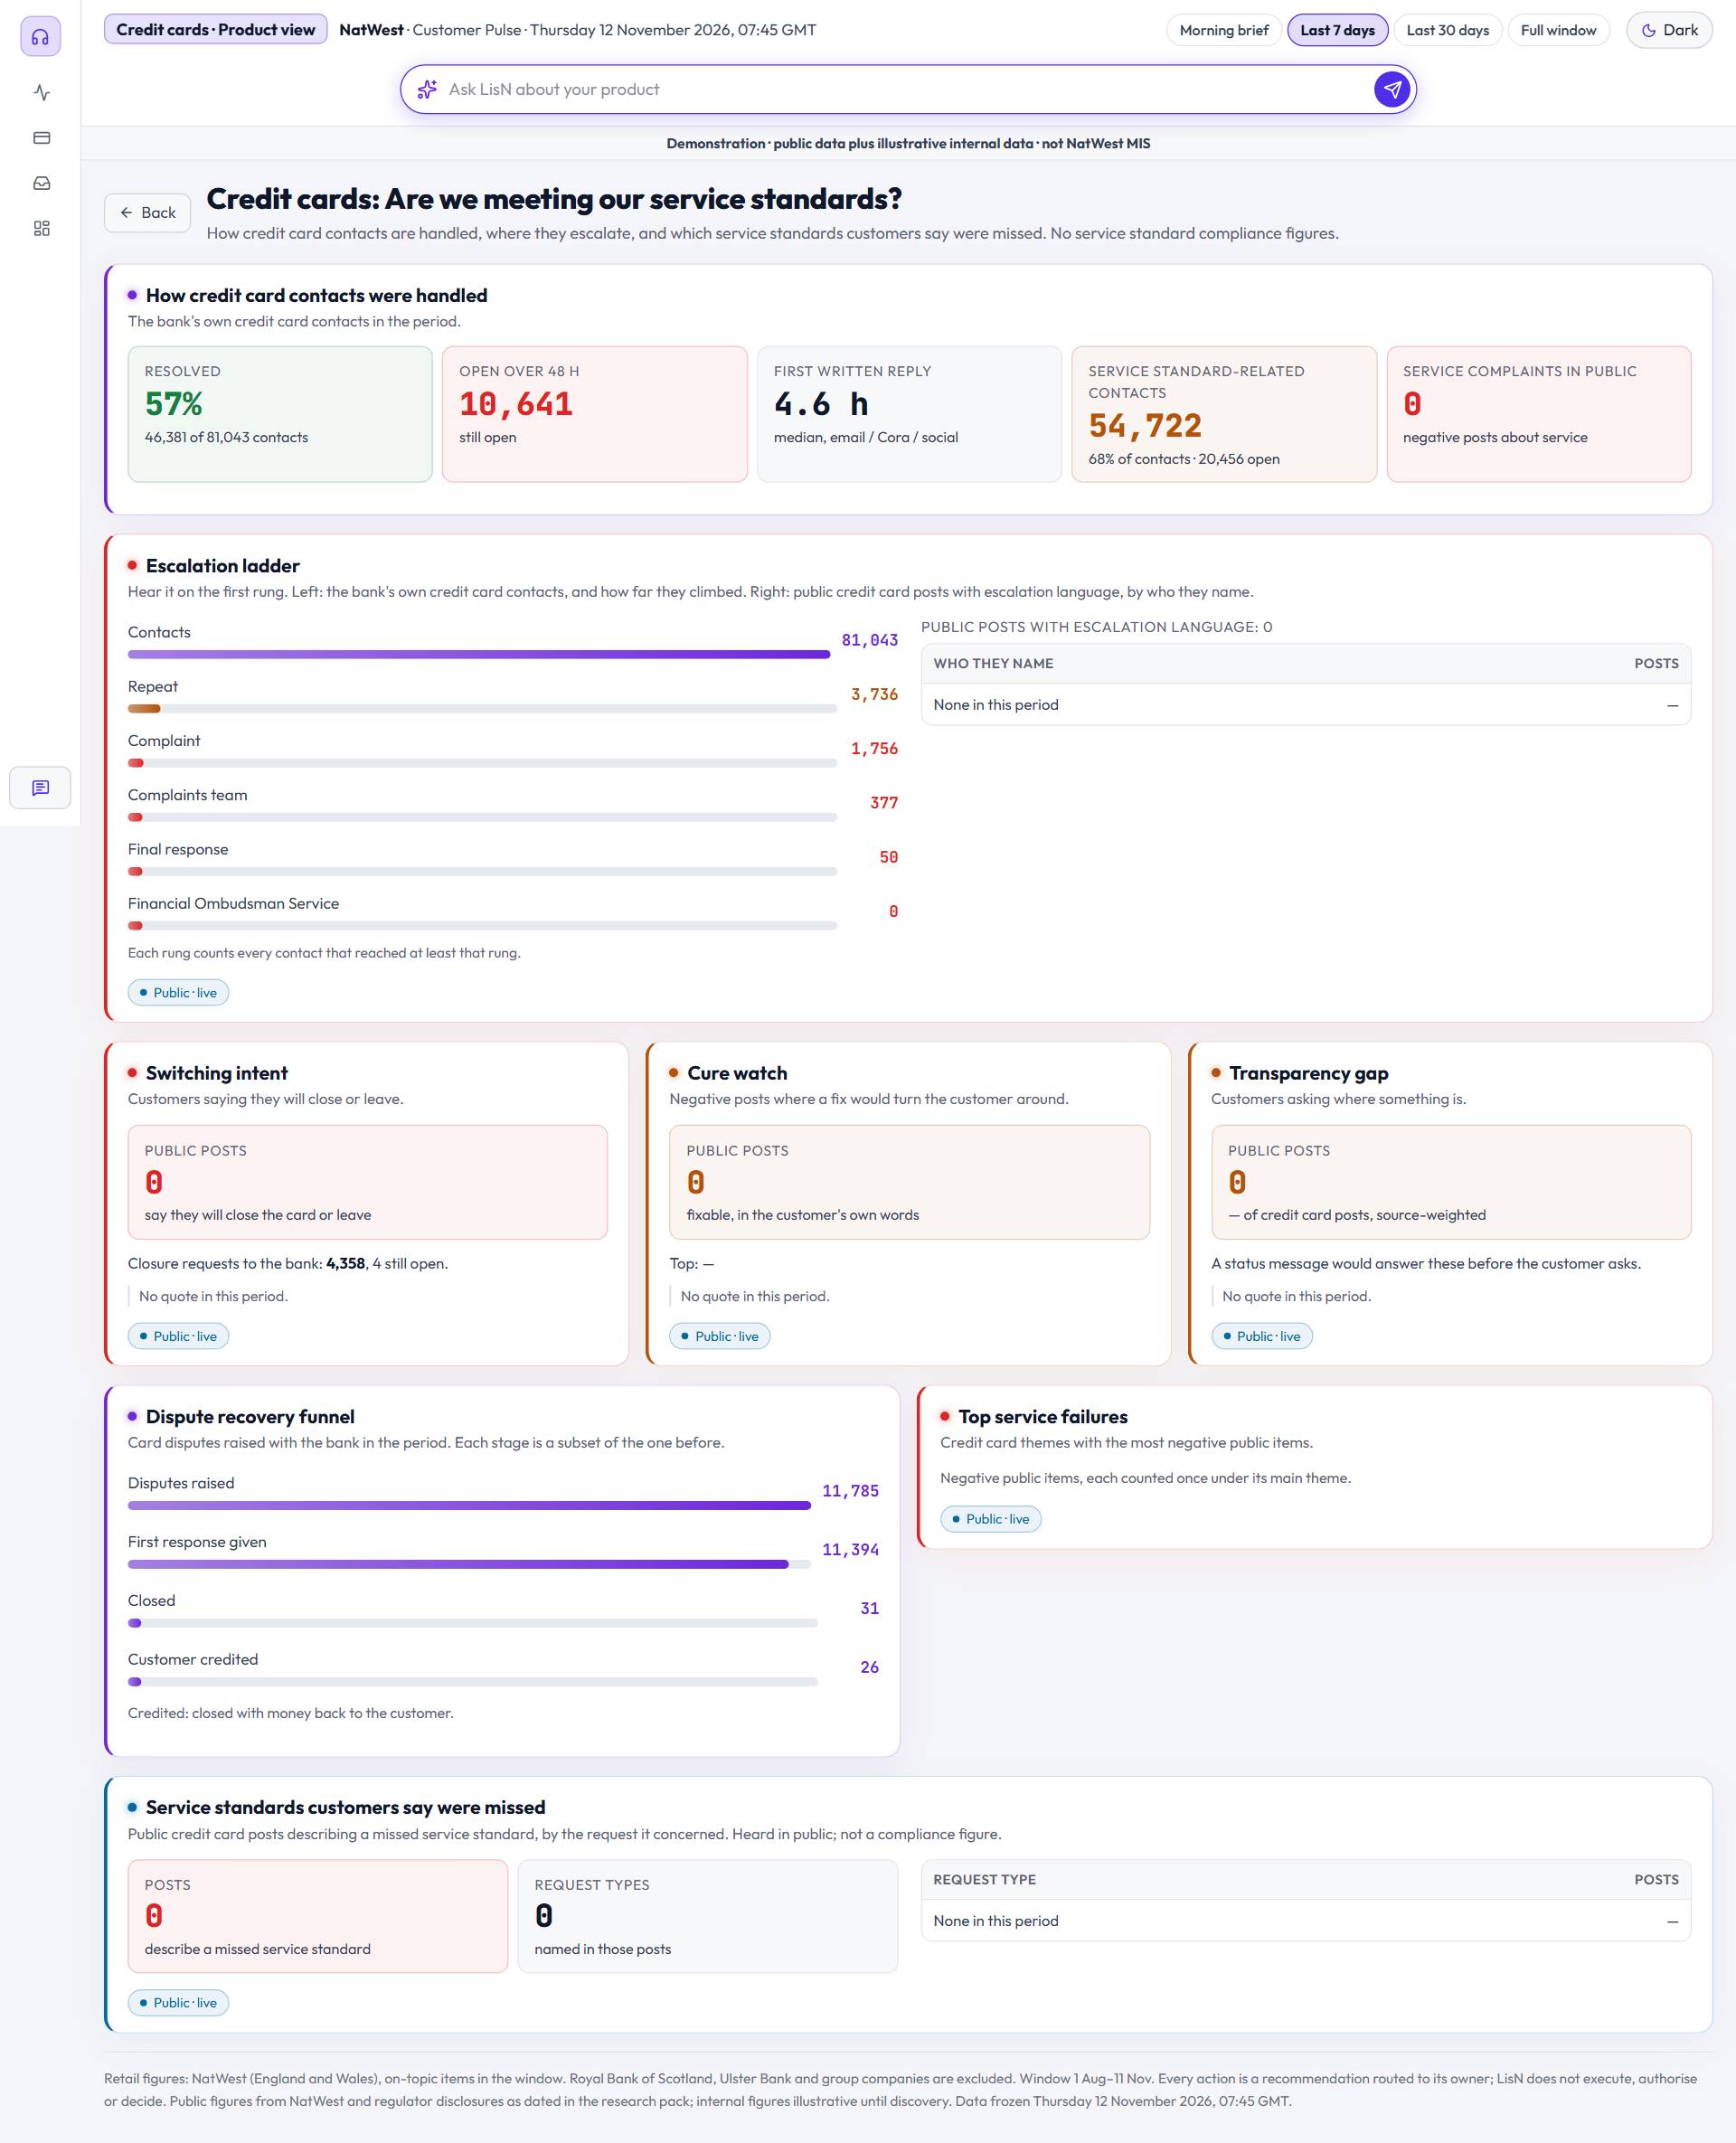 Credit cards · Product view
NatWest · Customer Pulse · Thursday 12 November 2026, 07:45 GMT
Morning brief
Last 7 days
Last 30 days
Full window
Dark
Ask LisN about your product
Demonstration · public data plus illustrative internal data · not NatWest MIS
Back
Credit cards: Are we meeting our service standards?
How credit card contacts are handled, where they escalate, and which service standards customers say were missed. No service standard compliance figures.
How credit card contacts were handled
The bank's own credit card contacts in the period.
RESOLVED
57%
46,381 of 81,043 contacts
OPEN OVER 48 H
10,641
still open
FIRST WRITTEN REPLY
4.6 h
median, email / Cora / social
SERVICE STANDARD-RELATED
CONTACTS
54,722
68% of contacts · 20,456 open
SERVICE COMPLAINTS IN PUBLIC
0
negative posts about service
Escalation ladder
Hear it on the first rung. Left: the bank's own credit card contacts, and how far they climbed. Right: public credit card posts with escalation language, by who they name.
Contacts
81,043
Repeat
3,736
Complaint
1,756
Complaints team
377
Final response
50
Financial Ombudsman Service
0
Each rung counts every contact that reached at least that rung.
Public · live
PUBLIC POSTS WITH ESCALATION LANGUAGE: 0
WHO THEY NAME POSTS
None in this period —
Switching intent
Customers saying they will close or leave.
PUBLIC POSTS
0
say they will close the card or leave
Closure requests to the bank: 4,358, 4 still open.
No quote in this period.
Public · live
Cure watch
Negative posts where a fix would turn the customer around.
PUBLIC POSTS
0
fixable, in the customer's own words
Top: —
No quote in this period.
Public · live
Transparency gap
Customers asking where something is.
PUBLIC POSTS
0
— of credit card posts, source-weighted
A status message would answer these before the customer asks.
No quote in this period.
Public · live
Dispute recovery funnel
Card disputes raised with the bank in the period. Each stage is a subset of the one before.
Disputes raised
11,785
First response given
11,394
Closed
31
Customer credited
26
Credited: closed with money back to the customer.
Top service failures
Credit card themes with the most negative public items.
Negative public items, each counted once under its main theme.
Public · live
Service standards customers say were missed
Public credit card posts describing a missed service standard, by the request it concerned. Heard in public; not a compliance figure.
POSTS
0
describe a missed service standard
REQUEST TYPES
0
named in those posts
REQUEST TYPE POSTS
None in this period —
Public · live
Retail figures: NatWest (England and Wales), on-topic items in the window. Royal Bank of Scotland, Ulster Bank and group companies are excluded. Window 1 Aug–11 Nov. Every action is a recommendation routed to its owner; LisN does not execute, authorise
or decide. Public figures from NatWest and regulator disclosures as dated in the research pack; internal figures illustrative until discovery. Data frozen Thursday 12 November 2026, 07:45 GMT.